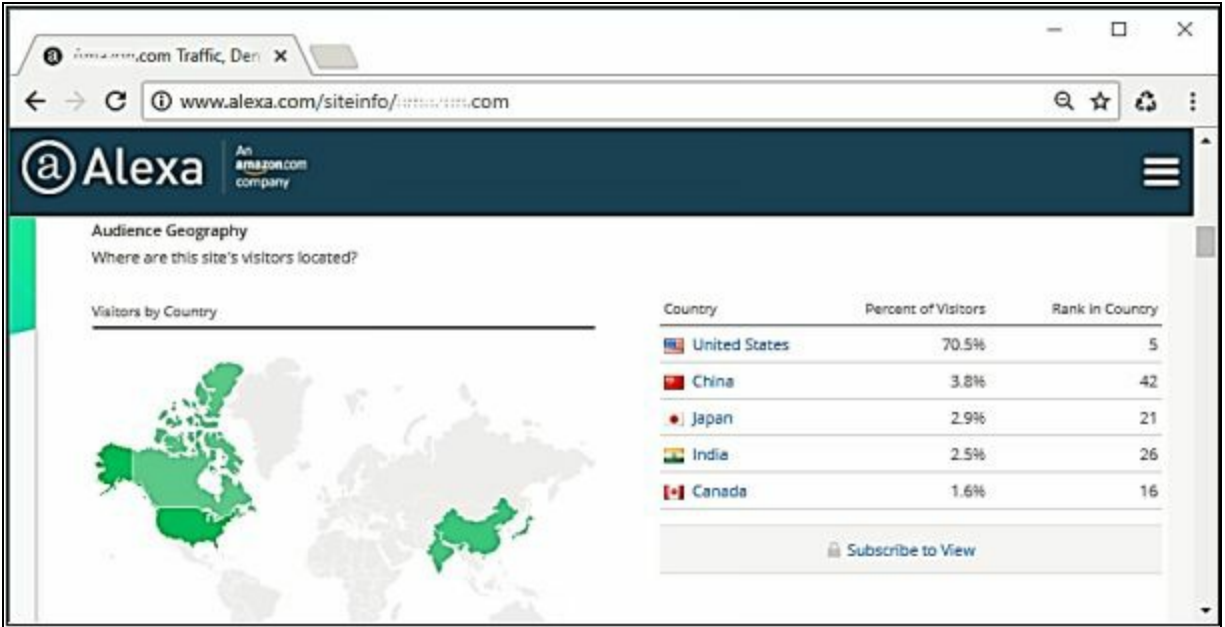 .com Traffic, Der
www.alexa.com/siteinfo/ .com
Alexa
An
amazon.com
company
Audience Geography
Where are this site's visitors located?
Visitors by Country
Country Percent of Visitors Rank in Country
United States 70.5% 5
China 3.8% 42
Japan 2.9% 21
India 2.5% 26
Canada 1.6% 16
Subscribe to View